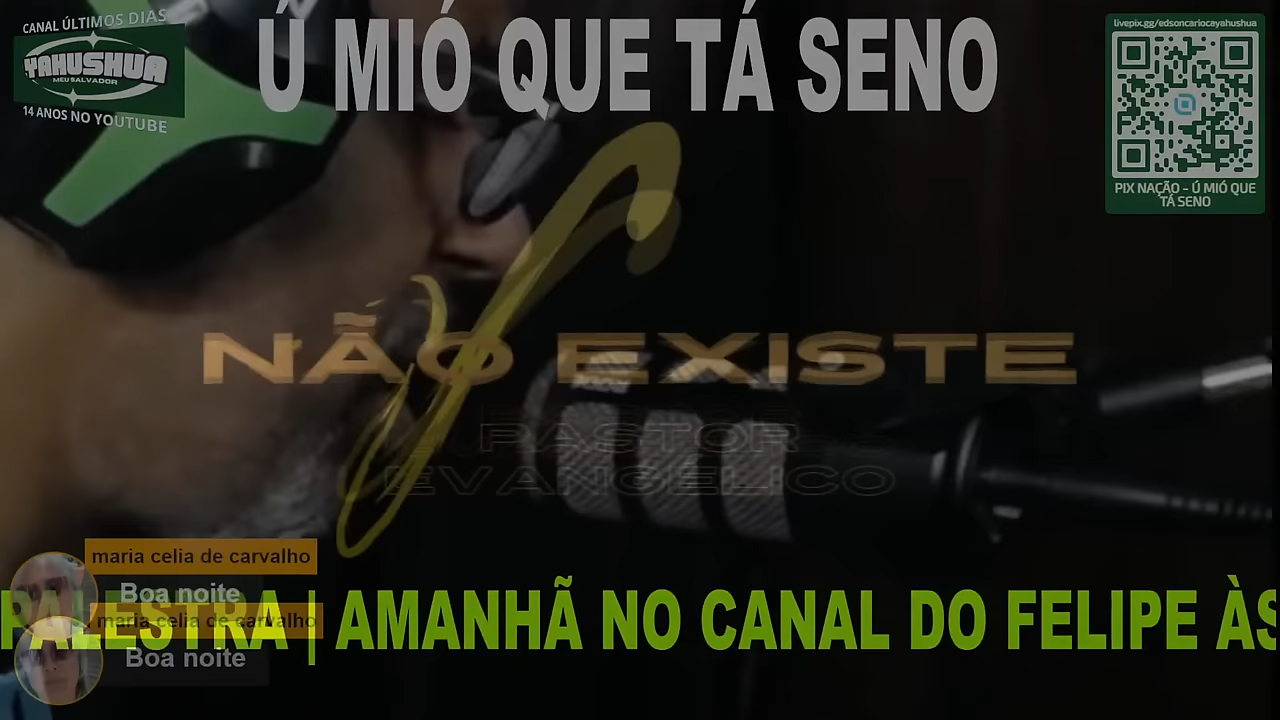 CANAL ÚLTIMOS DIAS
YAHUSHUA
MEU SALVADOR
14 ANOS NO YOUTUBE
Ú MIÓ QUE TÁ SENO
livepix.gg/edsoncariocayahushua
PIX NAÇÃO - Ú MIÓ QUE
TÁ SENO
NÃO EXISTE
PASTOR
EVANGÉLICO
maria celia de carvalho
Boa noite
PALESTRA | AMANHÃ NO CANAL DO FELIPE ÀS
maria celia de carvalho
Boa noite